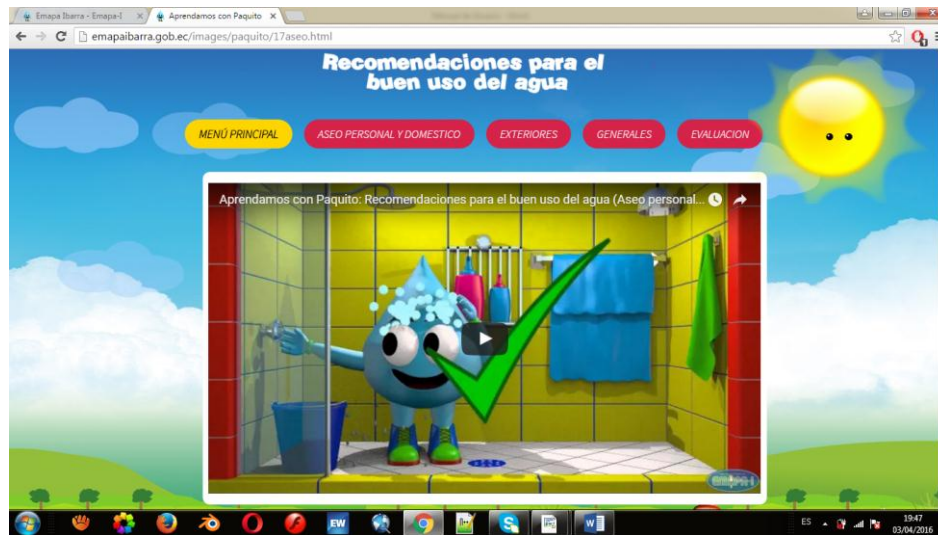 Emapa Ibarra - Emapa-I
Aprendamos con Paquito
emapaibarra.gob.ec/images/paquito/17aseo.html
Recomendaciones para el
buen uso del agua
MENÚ PRINCIPAL
ASEO PERSONAL Y DOMESTICO
EXTERIORES
GENERALES
EVALUACION
Aprendamos con Paquito: Recomendaciones para el buen uso del agua (Aseo personal...
emapa-i
EW
ES
19:47
03/04/2016